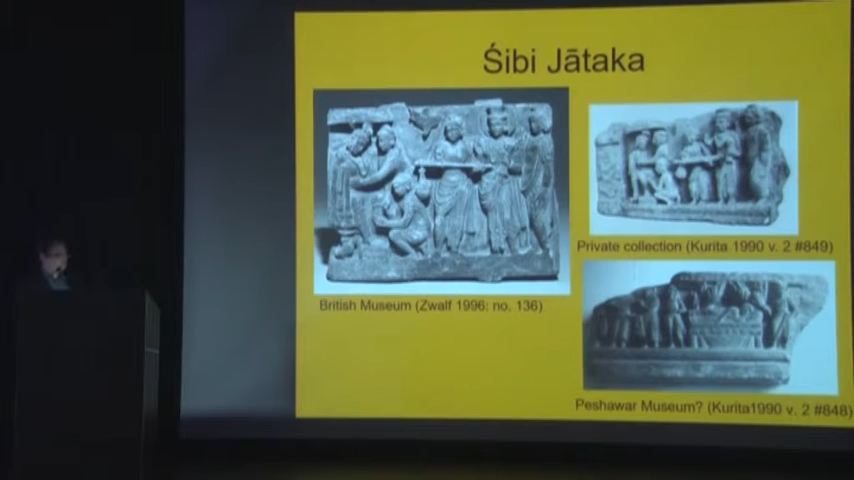 Śibi Jātaka
Private collection (Kurita 1990 v. 2 #849)
British Museum (Zwalf 1996: no. 136)
Peshawar Museum? (Kurita1990 v. 2 #848)